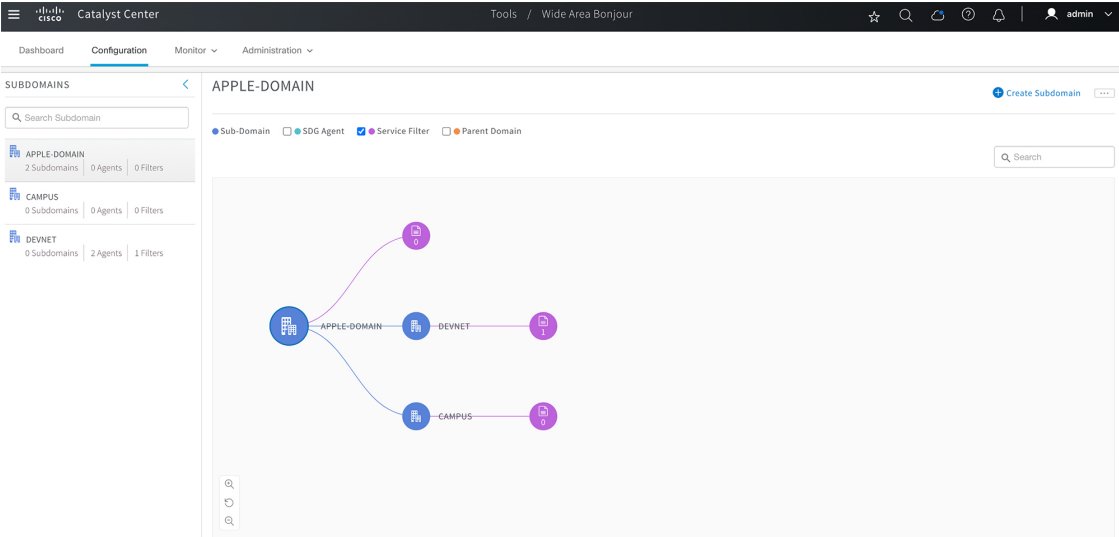 CISCO Catalyst Center Tools / Wide Area Bonjour admin
Dashboard Configuration Monitor Administration
SUBDOMAINS
Search Subdomain
APPLE-DOMAIN
2 Subdomains 0 Agents 0 Filters
CAMPUS
0 Subdomains 0 Agents 0 Filters
DEVNET
0 Subdomains 2 Agents 1 Filters
APPLE-DOMAIN
Create Subdomain
Sub-Domain SDG Agent Service Filter Parent Domain
Search
0
APPLE-DOMAIN DEVNET 1
CAMPUS 0